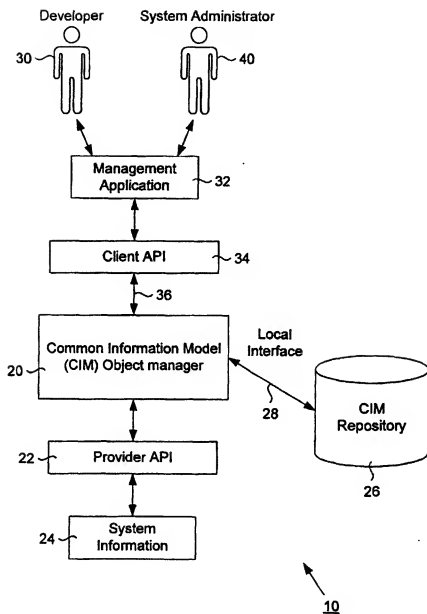 Developer
System Administrator
30
40
Management
Application
32
Client API
34
36
Common Information Model
(CIM) Object manager
20
Local
Interface
28
CIM
Repository
26
Provider API
22
System
Information
24
10